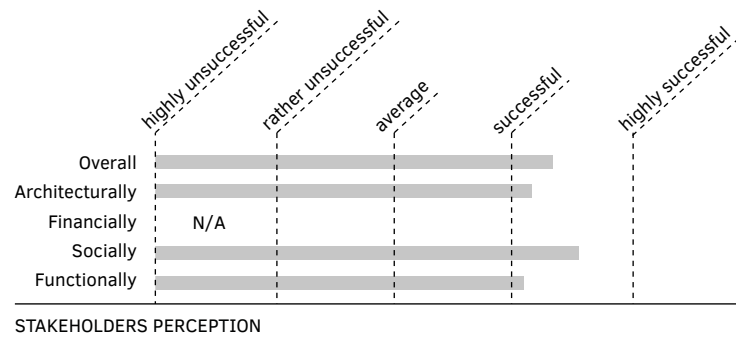 highly unsuccessful
rather unsuccessful
average
successful
highly successful
Overall
Architecturally
Financially N/A
Socially
Functionally
STAKEHOLDERS PERCEPTION